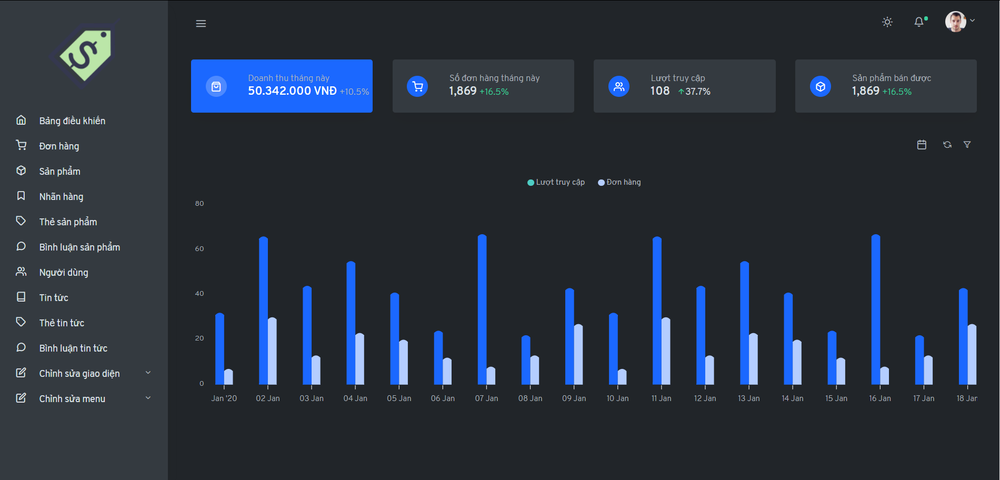 Doanh thu tháng này
50.342.000 VNĐ +10.5%
Số đơn hàng tháng này
1,869 +16.5%
Lượt truy cập
108 37.7%
Sản phẩm bán được
1,869 +16.5%
Bảng điều khiến
Đơn hàng
Sản phẩm
Nhãn hàng
Thẻ sản phẩm
Bình luận sản phẩm
Người dùng
Tin tức
Thẻ tin tức
Bình luận tin tức
Chỉnh sửa giao diện
Chỉnh sửa menu
Lượt truy cập Đơn hàng
80
60
40
20
0
Jan '20 02 Jan 03 Jan 04 Jan 05 Jan 06 Jan 07 Jan 08 Jan 09 Jan 10 Jan 11 Jan 12 Jan 13 Jan 14 Jan 15 Jan 16 Jan 17 Jan 18 Jan